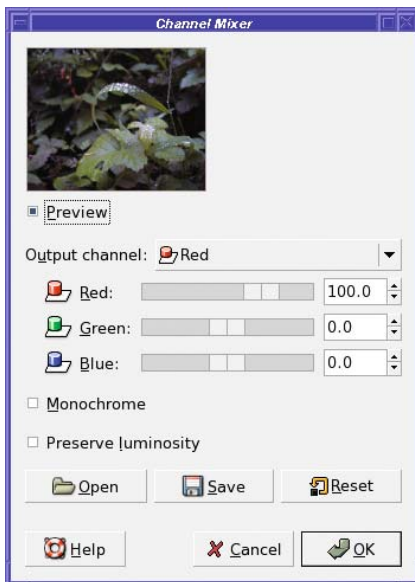 Channel Mixer
Preview
Output channel: Red
Red: 100.0
Green: 0.0
Blue: 0.0
Monochrome
Preserve luminosity
Open Save Reset
Help Cancel OK